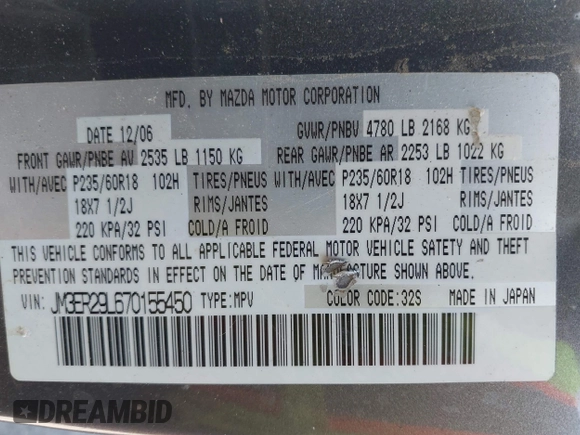 MFD. BY MAZDA MOTOR CORPORATION
DATE 12/06 GVWR/PNBV 4780 LB 2168 KG
FRONT GAWR/PNBE AV 2535 LB 1150 KG REAR GAWR/PNBE AR 2253 LB 1022 KG
WITH/AVEC P235/60R18 102H TIRES/PNEUS WITH/AVEC P235/60R18 102H TIRES/PNEUS
18X7 1/2J RIMS/JANTES 18X7 1/2J RIMS/JANTES
220 KPA/32 PSI COLD/A FROID 220 KPA/32 PSI COLD/A FROID
THIS VEHICLE CONFORMS TO ALL APPLICABLE FEDERAL MOTOR VEHICLE SAFETY AND THEFT
PREVENTION STANDARDS IN EFFECT ON THE DATE OF MANUFACTURE SHOWN ABOVE.
VIN: JM3ER29L670155450 TYPE:MPV COLOR CODE:32S MADE IN JAPAN
DREAMBID